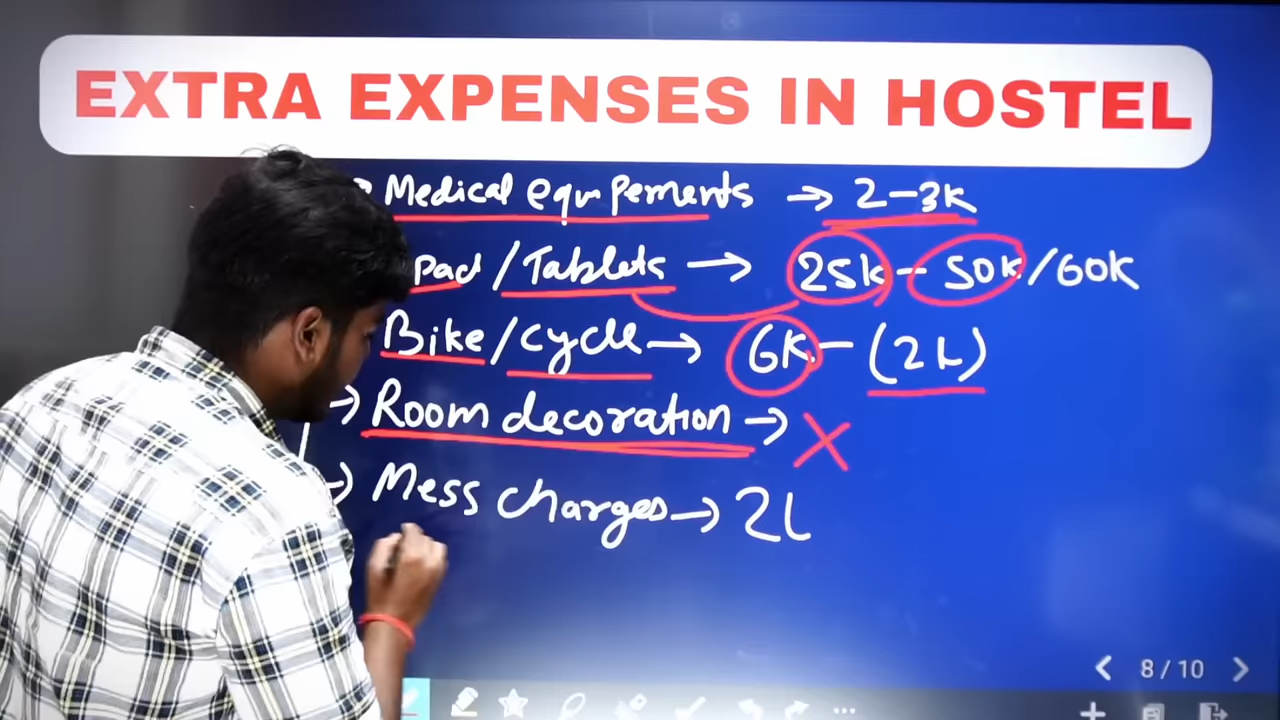 EXTRA EXPENSES IN HOSTEL
Medical equpements → 2-3k
pad / Tablets → 25k - 50k/60k
Bike/cycle → 6k - (2L)
→ Room decoration → X
→ Mess charges → 2L
8 / 10